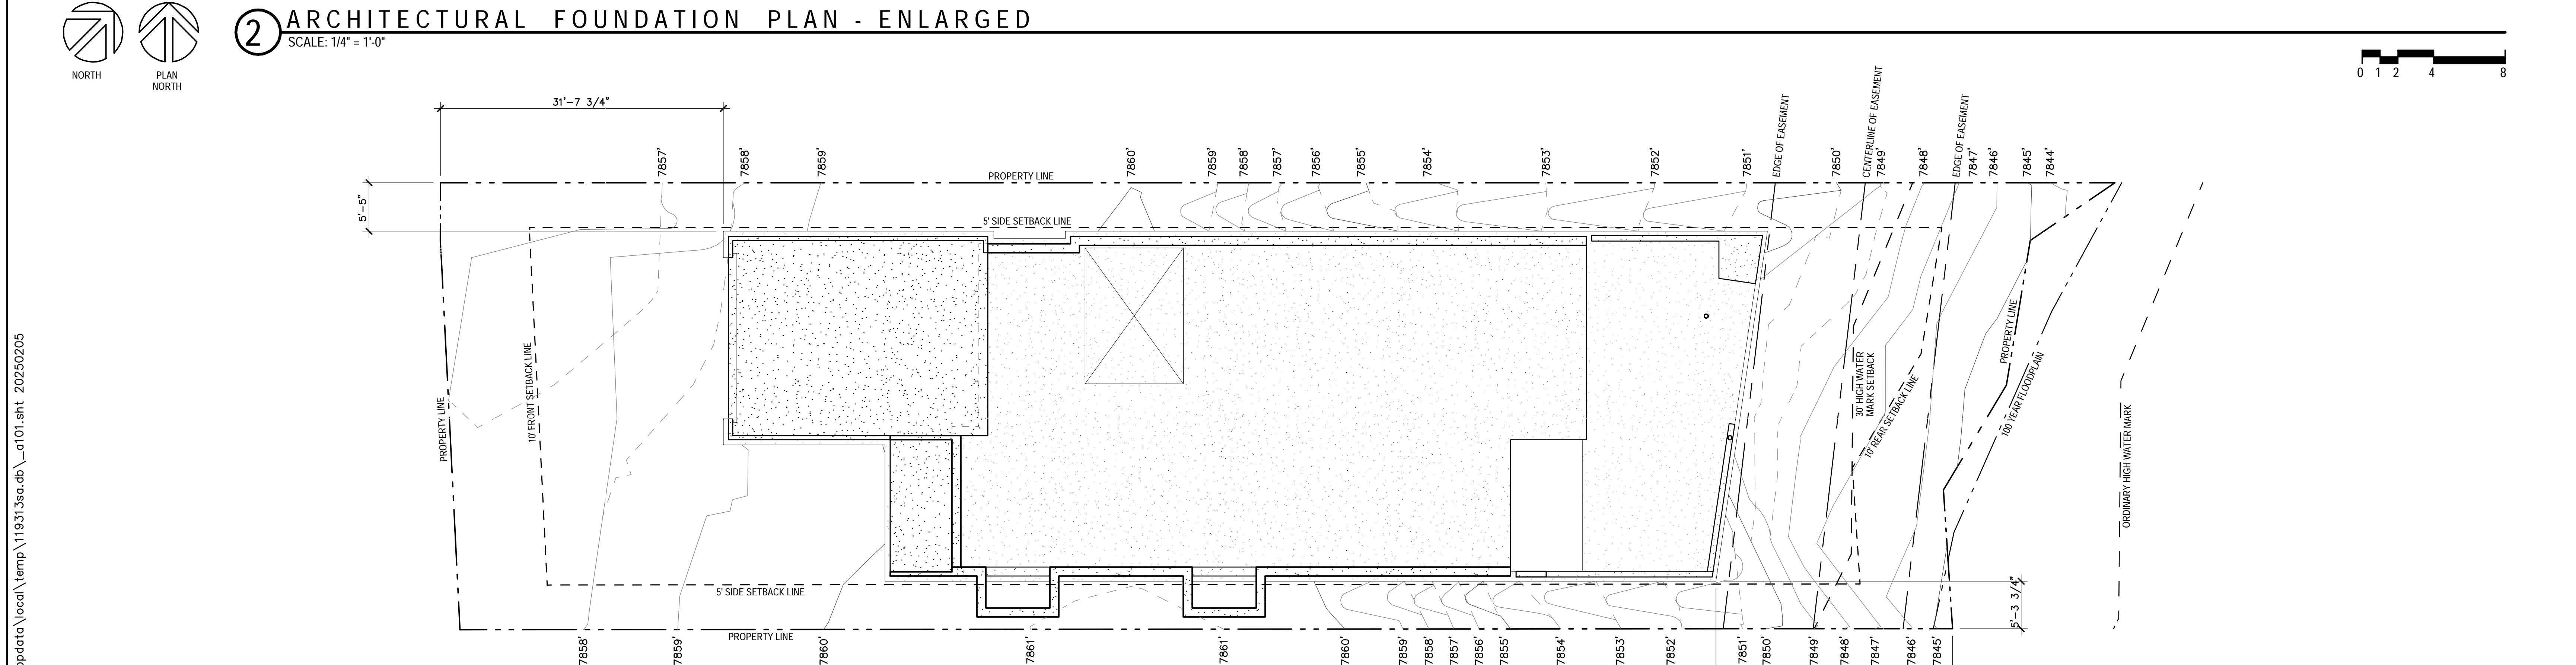 2
ARCHITECTURAL FOUNDATION PLAN - ENLARGED
SCALE: 1/4" = 1'-0"
NORTH
PLAN
NORTH
0 1 2 4 8
31'-7 3/4"
5'-5"
7857'
7858'
7859'
7860'
7859'
7858'
7857'
7856'
7855'
7854'
7853'
7852'
7851'
EDGE OF EASEMENT
7850'
CENTERLINE OF EASEMENT
7849'
7848'
EDGE OF EASEMENT
7847'
7846'
7845'
7844'
PROPERTY LINE
5' SIDE SETBACK LINE
PROPERTY LINE
10' FRONT SETBACK LINE
30' HIGH WATER
MARK SETBACK
10' REAR SETBACK LINE
PROPERTY LINE
100 YEAR FLOODPLAIN
ORDINARY HIGH WATER MARK
5' SIDE SETBACK LINE
PROPERTY LINE
5'-3 3/4"
7858'
7859'
7860'
7861'
7861'
7860'
7859'
7858'
7857'
7856'
7855'
7854'
7853'
7852'
7851'
7850'
7849'
7848'
7847'
7846'
7845'
pdata\local\temp\119313sa.db\_a101.sht 20250205